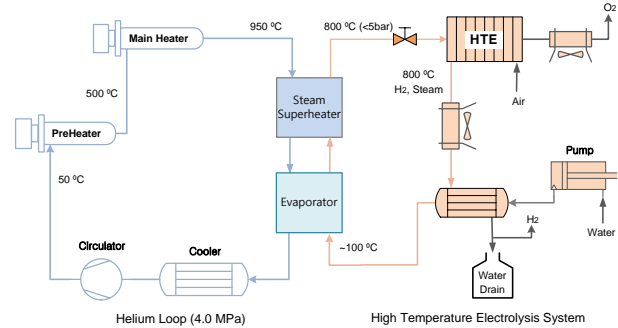 O2
Main Heater
950 ºC
800 ºC (<5bar)
HTE
800 ºC
H2, Steam
Air
500 ºC
Steam
Superheater
PreHeater
Pump
50 ºC
Evaporator
H2
Water
~100 ºC
Circulator
Cooler
Water
Drain
Helium Loop (4.0 MPa)
High Temperature Electrolysis System